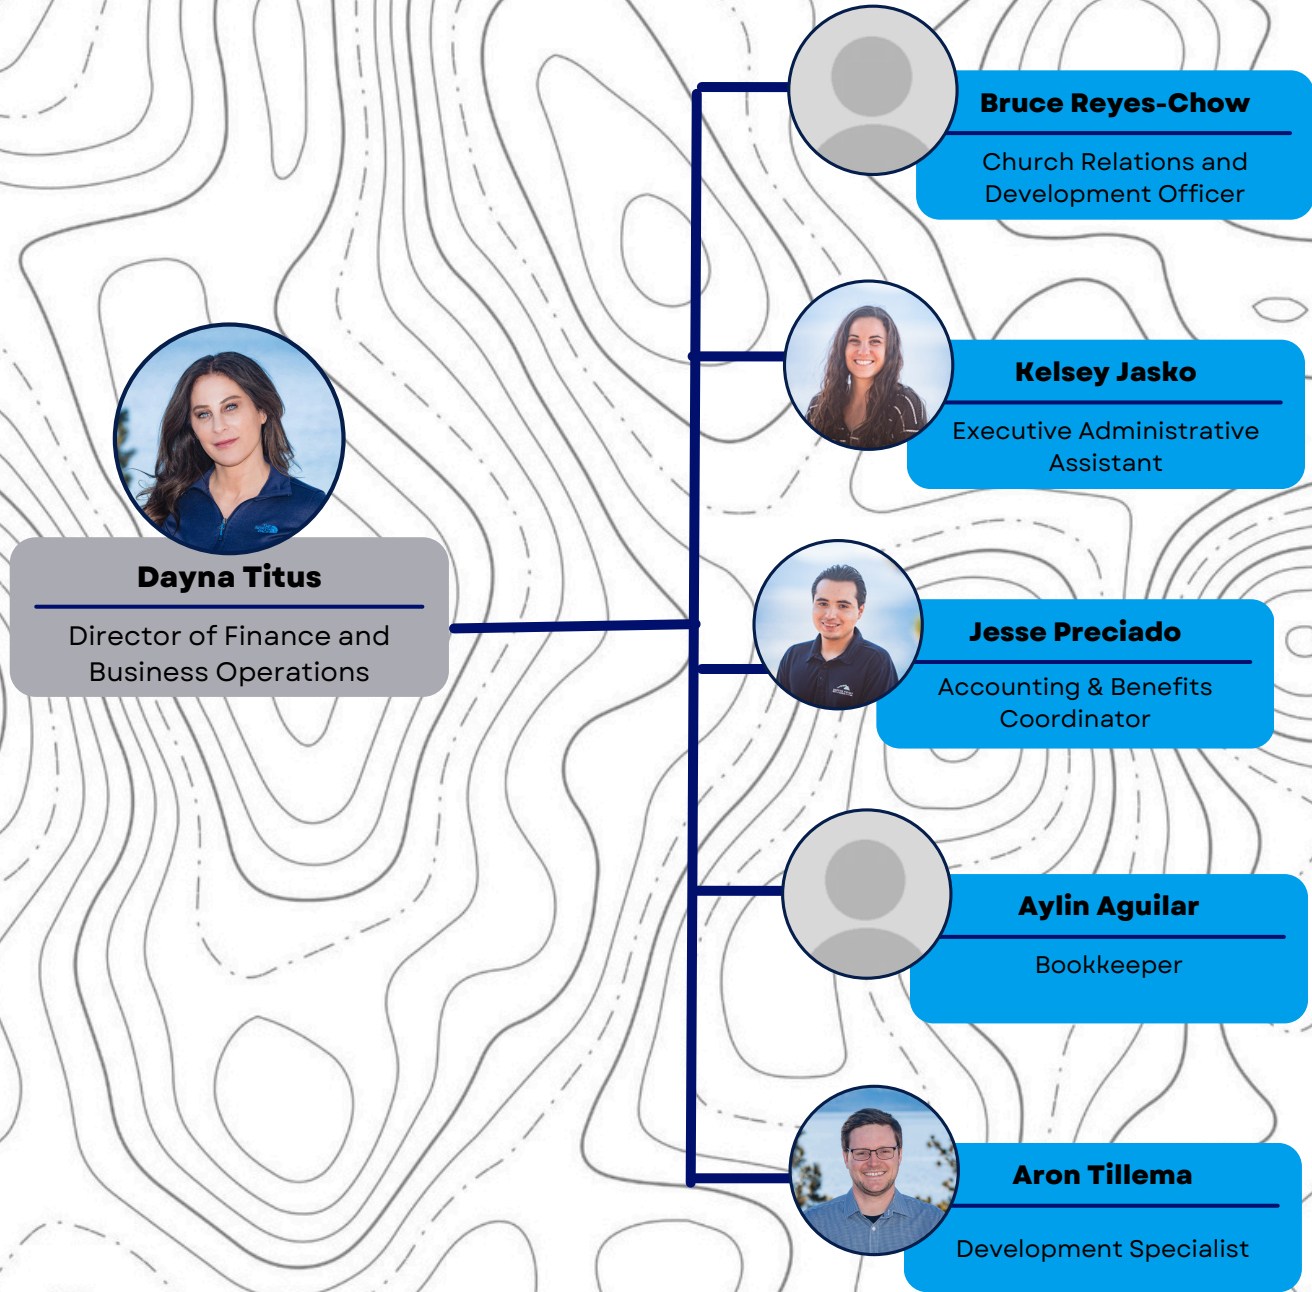 Bruce Reyes-Chow
Church Relations and
Development Officer
Kelsey Jasko
Executive Administrative
Assistant
Dayna Titus
Director of Finance and
Business Operations
Jesse Preciado
Accounting & Benefits
Coordinator
Aylin Aguilar
Bookkeeper
Aron Tillema
Development Specialist